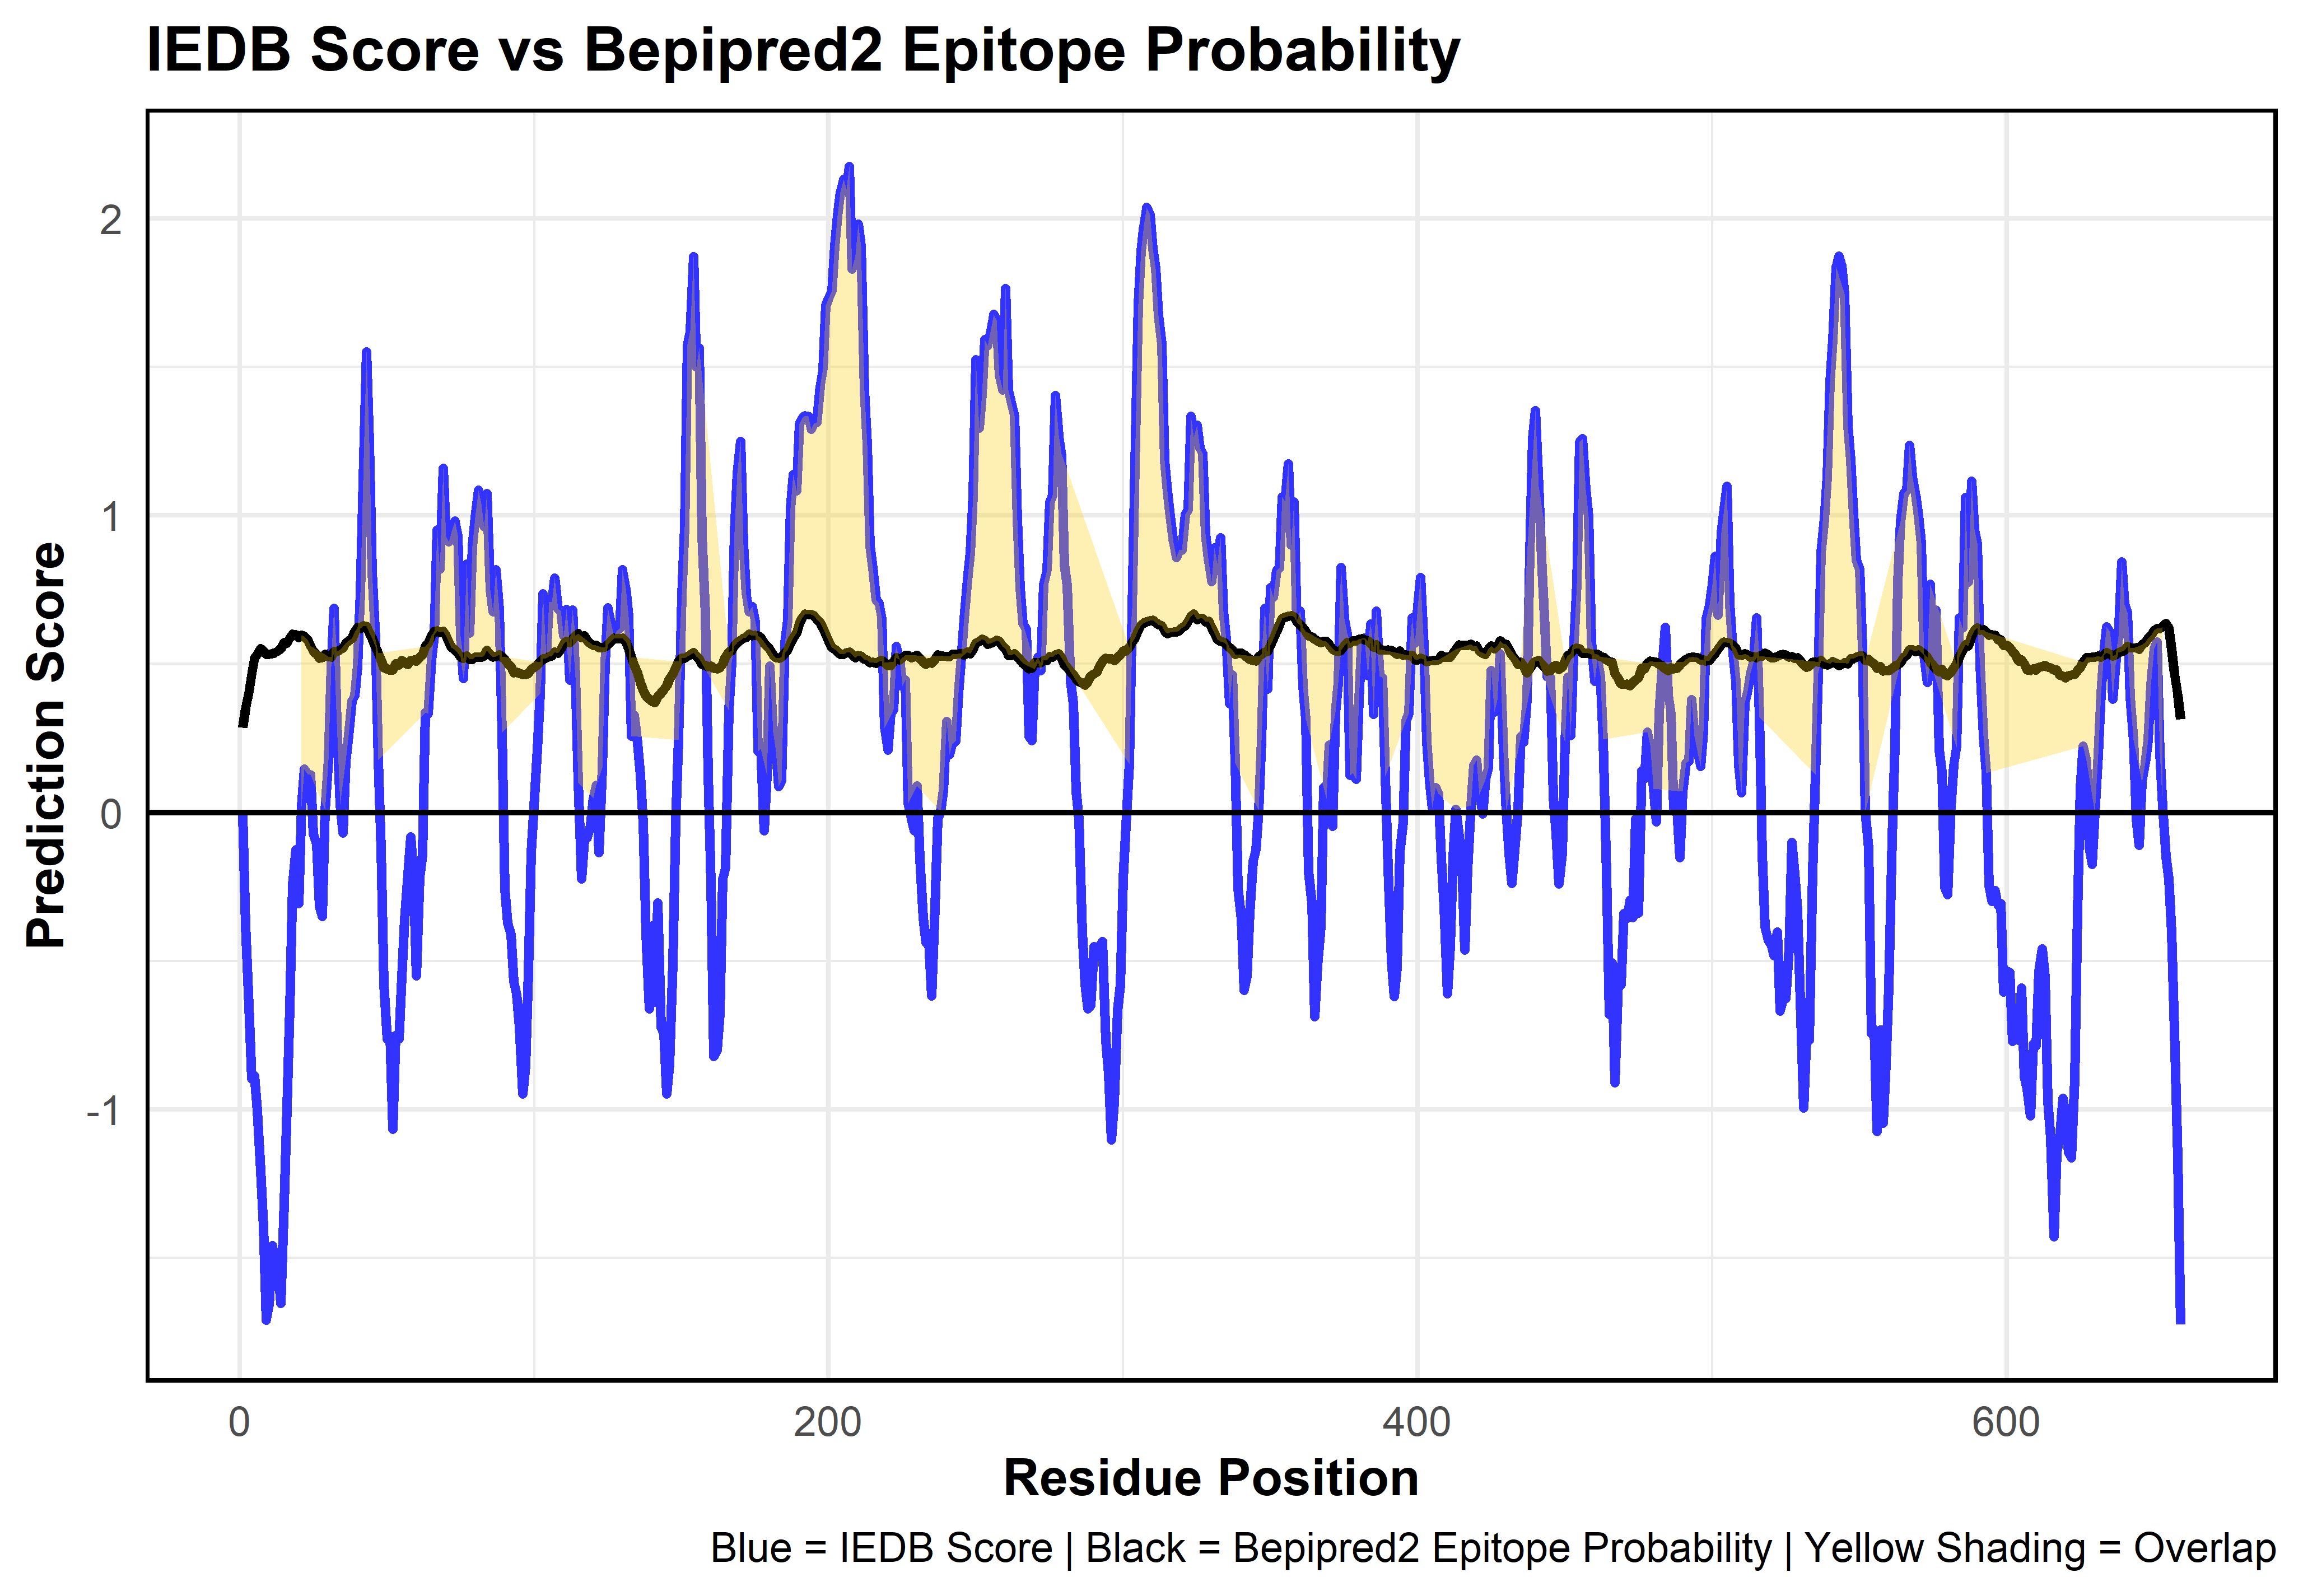 IEDB Score vs Bepipred2 Epitope Probability
Prediction Score
2
1
0
-1
0 200 400 600
Residue Position
Blue = IEDB Score | Black = Bepipred2 Epitope Probability | Yellow Shading = Overlap